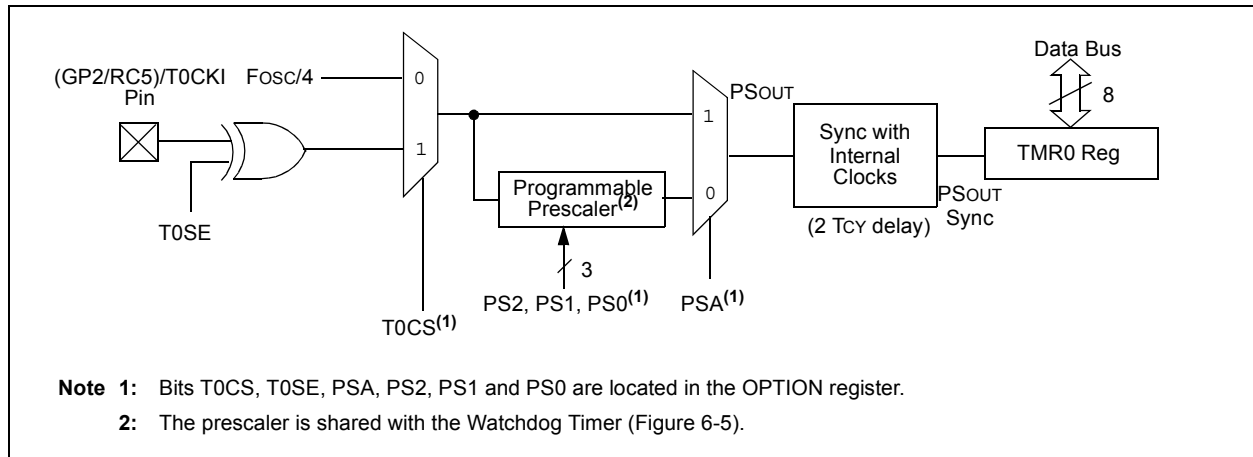 Data Bus
(GP2/RC5)/T0CKI
Pin
FOSC/4
0
1
T0SE
T0CS(1)
Programmable
Prescaler(2)
3
PS2, PS1, PS0(1)
1
0
PSA(1)
PSOUT
Sync with
Internal
Clocks
(2 TCY delay)
PSOUT
Sync
8
TMR0 Reg
Note 1: Bits T0CS, T0SE, PSA, PS2, PS1 and PS0 are located in the OPTION register.
2: The prescaler is shared with the Watchdog Timer (Figure 6-5).